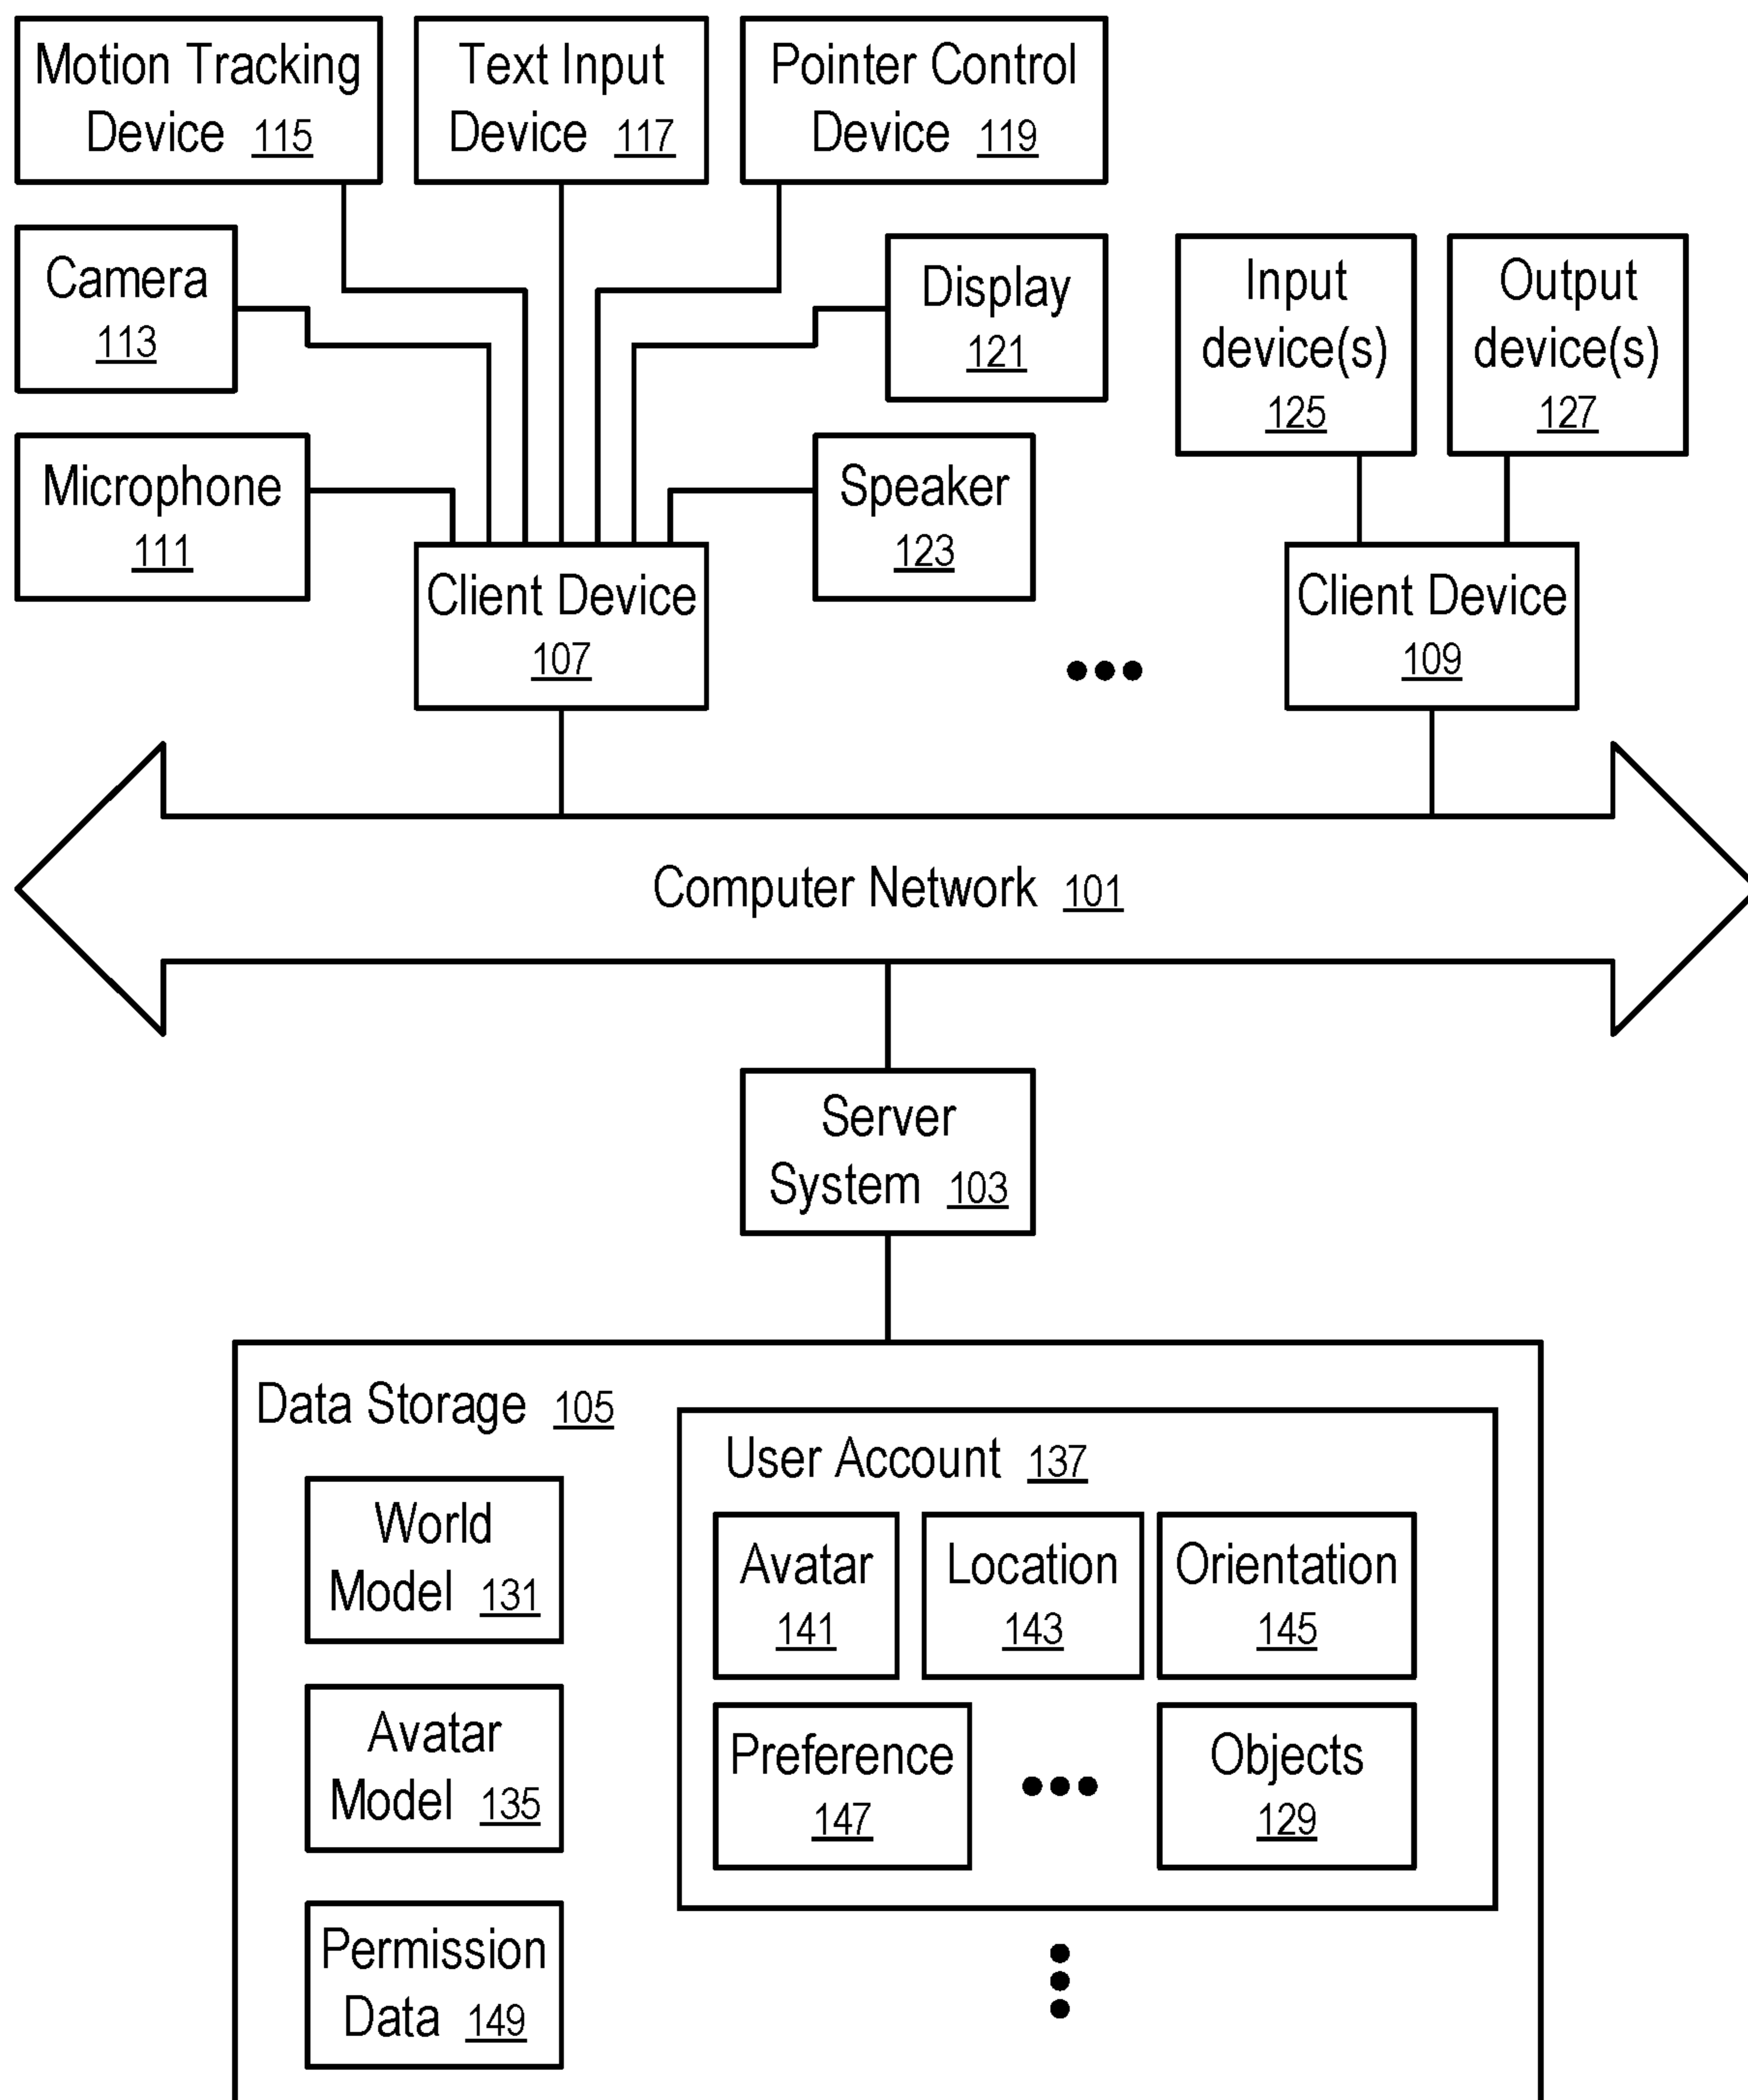 Motion Tracking
Device 115
Text Input
Device 117
Pointer Control
Device 119
Camera
113
Display
121
Input
device(s)
125
Output
device(s)
127
Microphone
111
Speaker
123
Client Device
107
Client Device
109
Computer Network 101
Server
System 103
Data Storage 105
User Account 137
World
Model 131
Avatar
141
Location
143
Orientation
145
Avatar
Model 135
Preference
147
Objects
129
Permission
Data 149